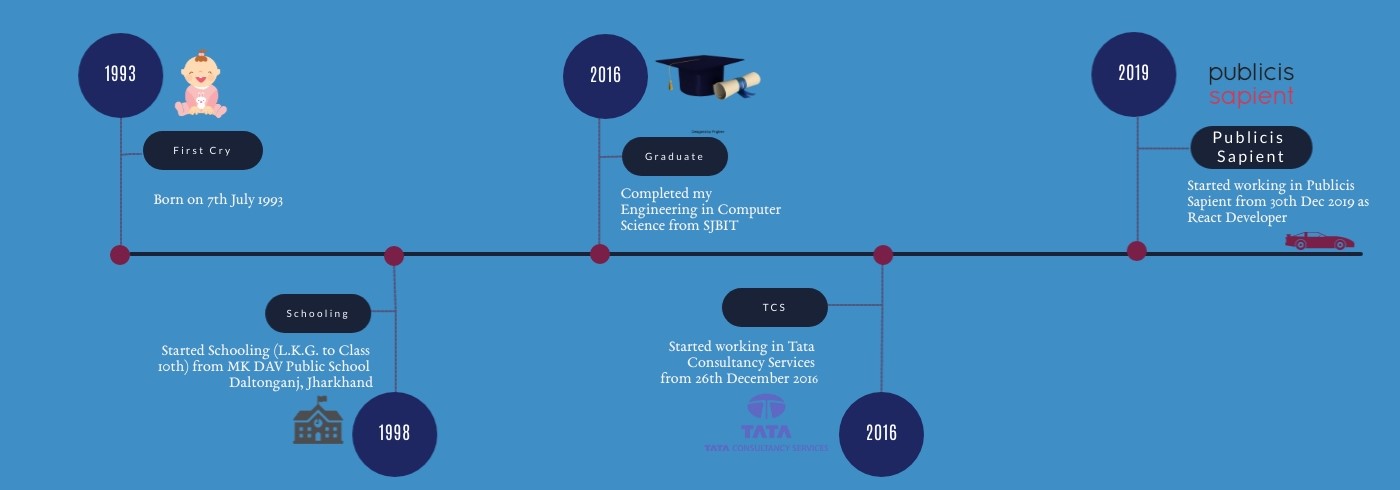 1993
First Cry
Born on 7th July 1993
1998
Schooling
Started Schooling (L.K.G. to Class
10th) from MK DAV Public School
Daltonganj, Jharkhand
2016
Graduate
Completed my
Engineering in Computer
Science from SJBIT
TCS
Started working in Tata
Consultancy Services
from 26th December 2016
TATA
TATA CONSULTANCY SERVICES
2016
2019
publicis
sapient
Publicis
Sapient
Started working in Publicis
Sapient from 30th Dec 2019 as
React Developer